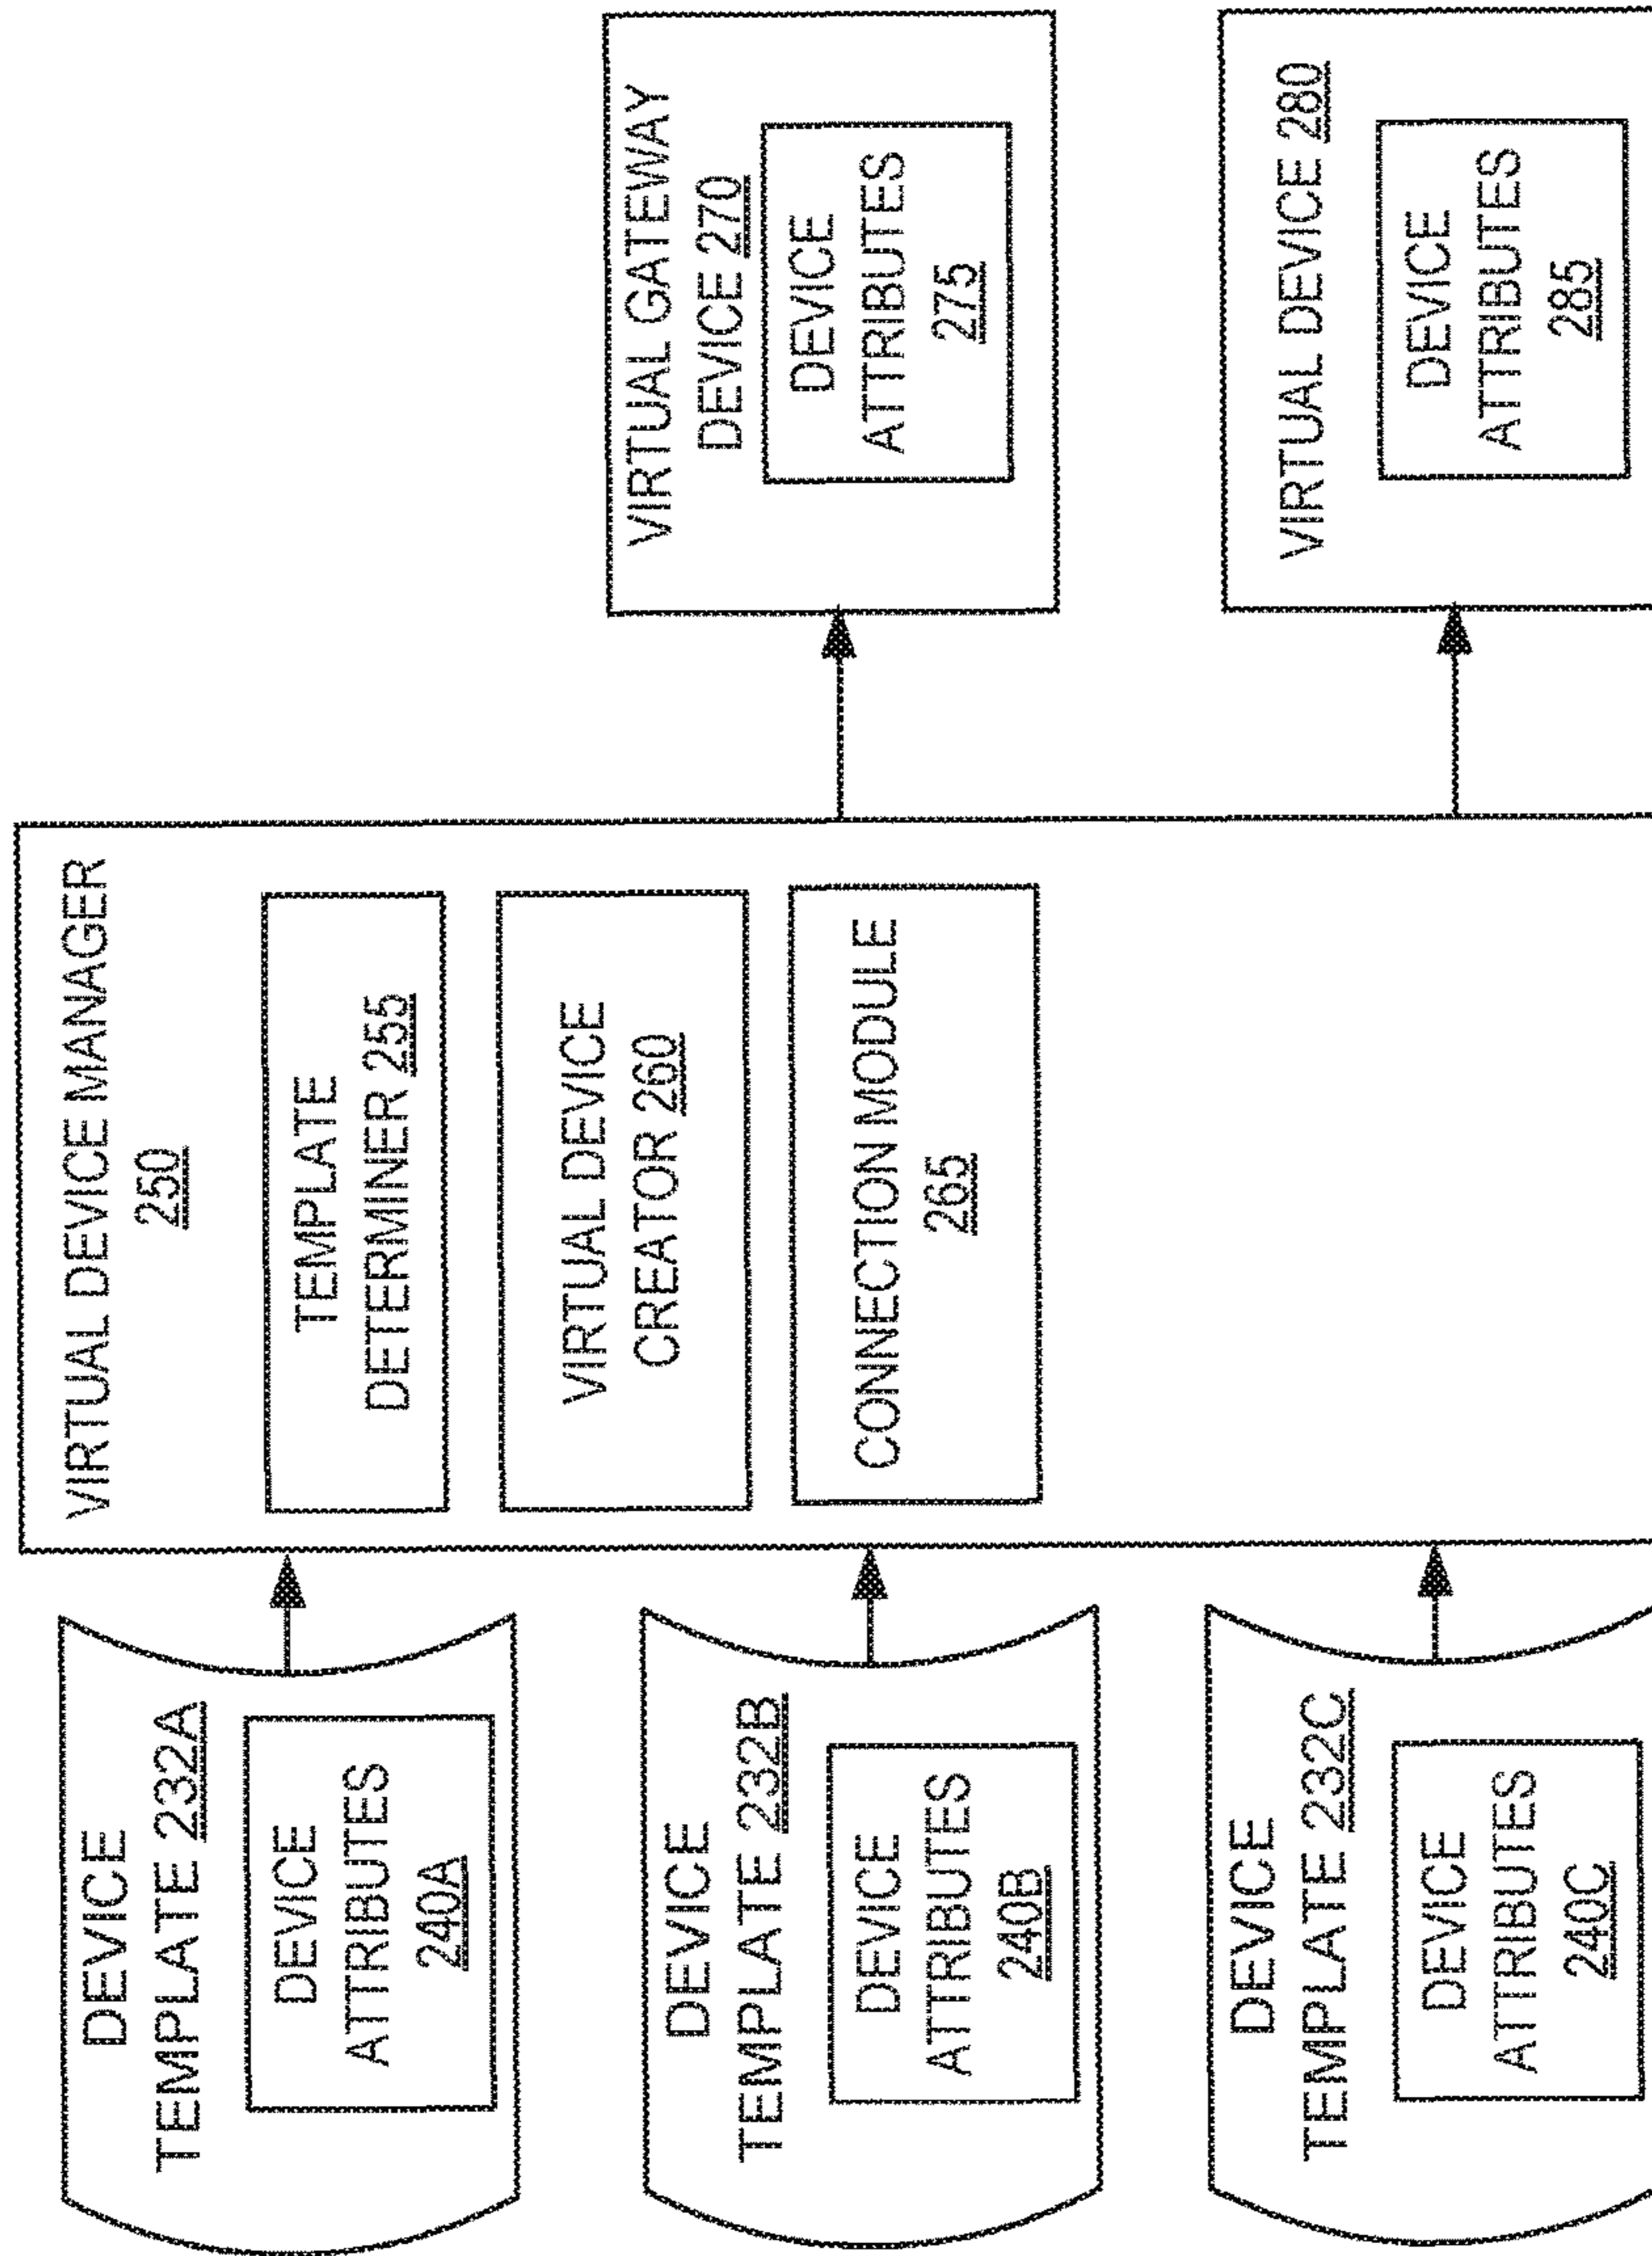 DEVICE
TEMPLATE 232A
DEVICE
ATTRIBUTES
240A
DEVICE
TEMPLATE 232B
DEVICE
ATTRIBUTES
240B
DEVICE
TEMPLATE 232C
DEVICE
ATTRIBUTES
240C
VIRTUAL DEVICE MANAGER
250
TEMPLATE
DETERMINER 255
VIRTUAL DEVICE
CREATOR 260
CONNECTION MODULE
265
VIRTUAL GATEWAY
DEVICE 270
DEVICE
ATTRIBUTES
275
VIRTUAL DEVICE 280
DEVICE
ATTRIBUTES
285